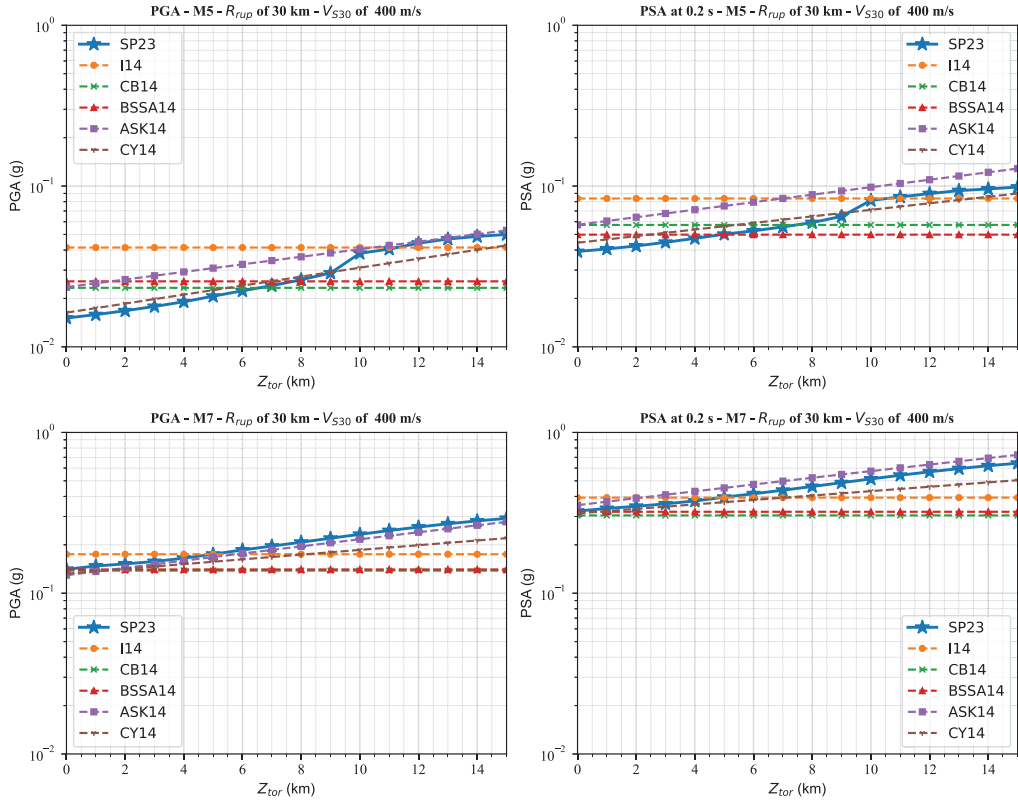 PGA - M5 - R_rup of 30 km - V_S30 of 400 m/s
10^0
10^-1
10^-2
PGA (g)
SP23
I14
CB14
BSSA14
ASK14
CY14
0 2 4 6 8 10 12 14
Z_tor (km)
PSA at 0.2 s - M5 - R_rup of 30 km - V_S30 of 400 m/s
10^0
10^-1
10^-2
PSA (g)
SP23
I14
CB14
BSSA14
ASK14
CY14
0 2 4 6 8 10 12 14
Z_tor (km)
PGA - M7 - R_rup of 30 km - V_S30 of 400 m/s
10^0
10^-1
10^-2
PGA (g)
SP23
I14
CB14
BSSA14
ASK14
CY14
0 2 4 6 8 10 12 14
Z_tor (km)
PSA at 0.2 s - M7 - R_rup of 30 km - V_S30 of 400 m/s
10^0
10^-1
10^-2
PSA (g)
SP23
I14
CB14
BSSA14
ASK14
CY14
0 2 4 6 8 10 12 14
Z_tor (km)